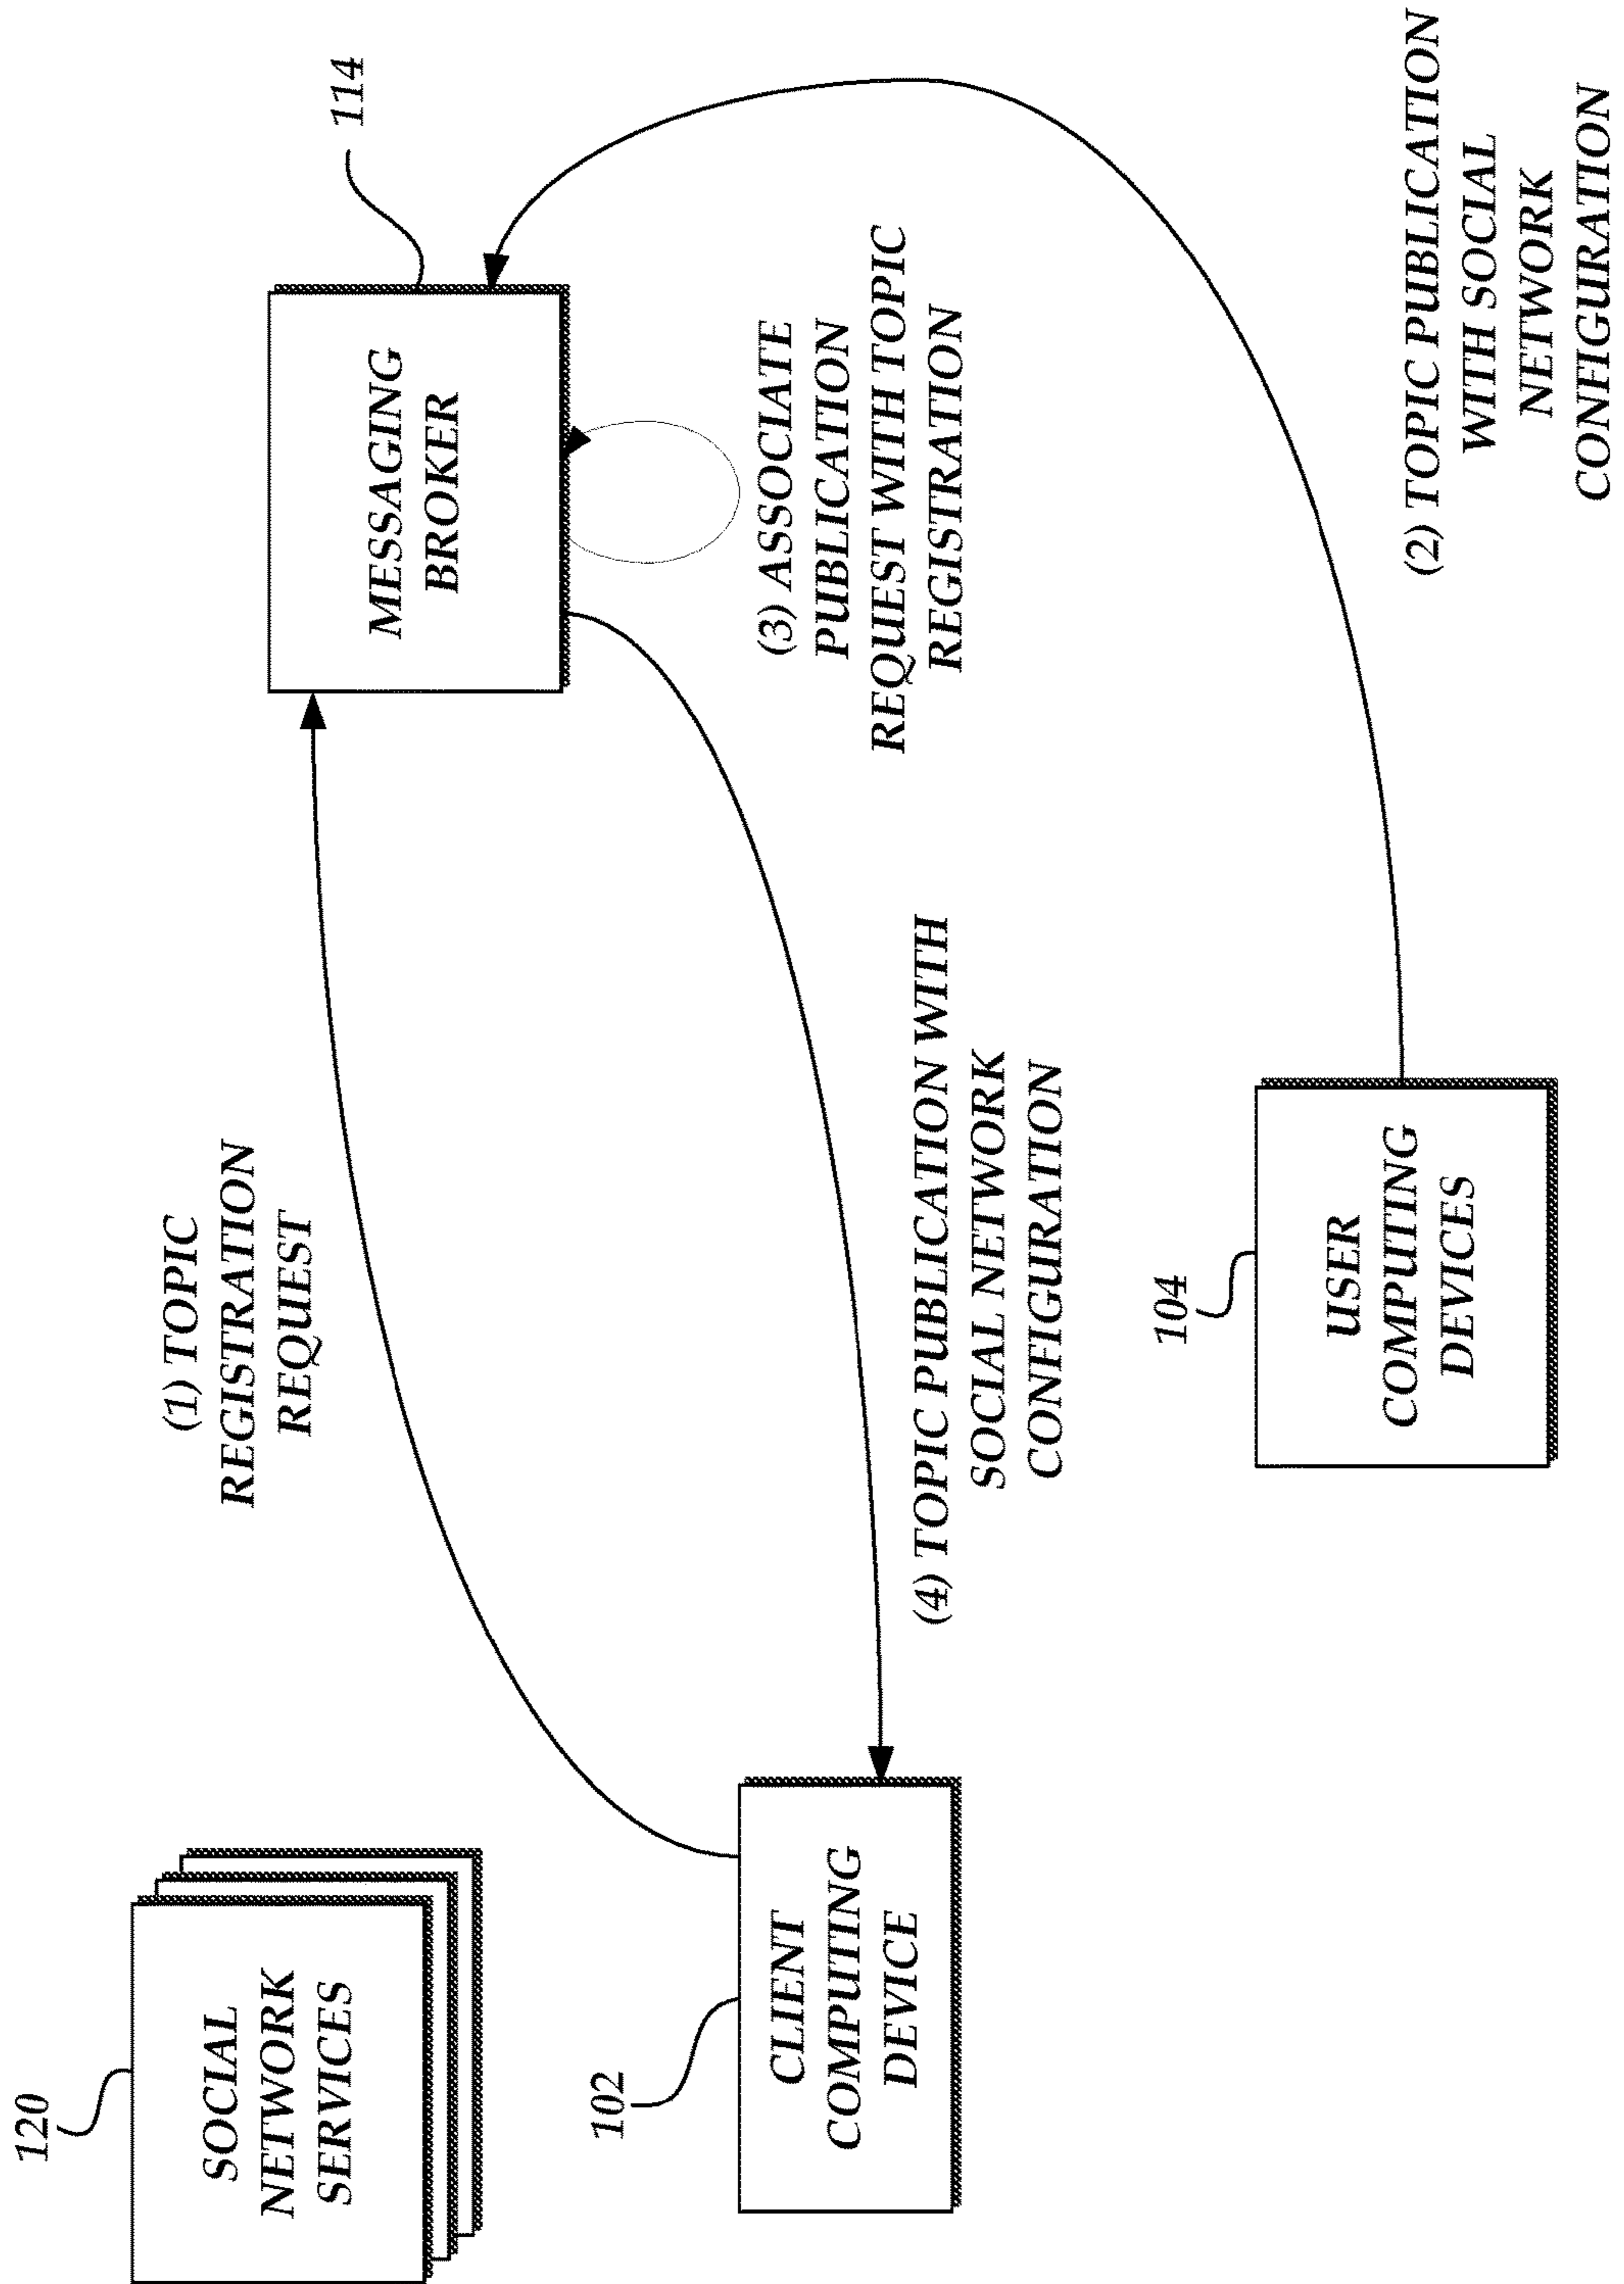 120
SOCIAL
NETWORK
SERVICES
(1) TOPIC
REGISTRATION
REQUEST
114
MESSAGING
BROKER
102
CLIENT
COMPUTING
DEVICE
(3) ASSOCIATE
PUBLICATION
REQUEST WITH TOPIC
REGISTRATION
(4) TOPIC PUBLICATION WITH
SOCIAL NETWORK
CONFIGURATION
104
USER
COMPUTING
DEVICES
(2) TOPIC PUBLICATION
WITH SOCIAL
NETWORK
CONFIGURATION